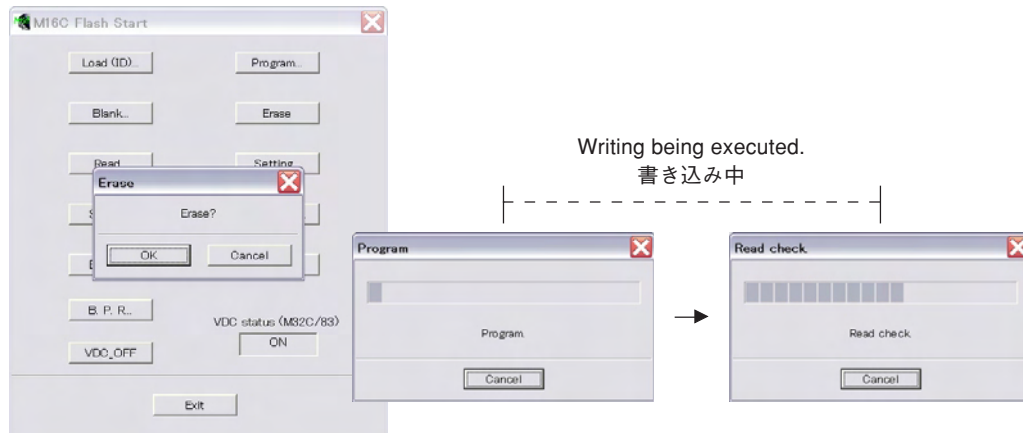 M16C Flash Start
Load (ID)...
Program...
Blank...
Erase
Read
Setting
Erase
Erase?
OK
Cancel
B. P. R...
VDC_OFF
VDC status (M32C/83)
ON
Exit
Writing being executed.
書き込み中
Program
Program.
Cancel
Read check.
Read check.
Cancel